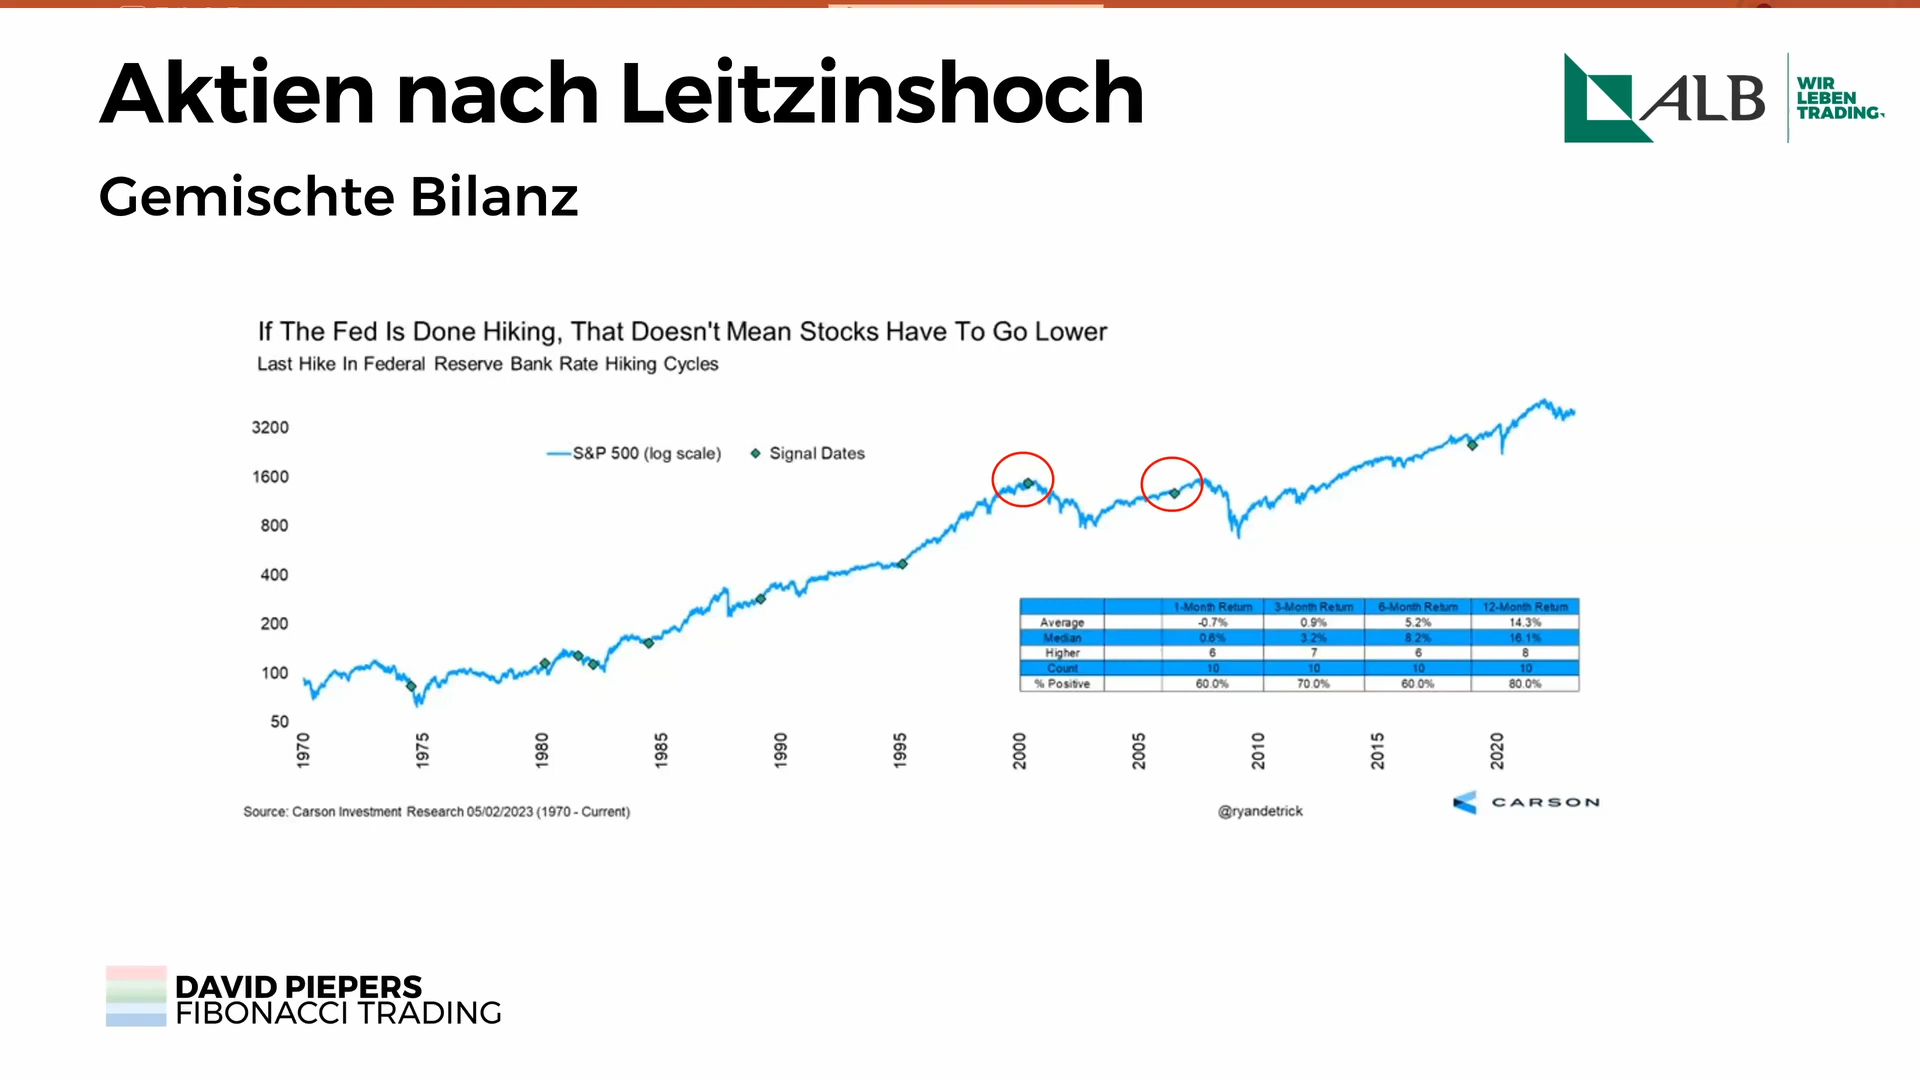 Aktien nach Leitzinshoch
ALB
WIR
LEBEN
TRADING
Gemischte Bilanz
If The Fed Is Done Hiking, That Doesn't Mean Stocks Have To Go Lower
Last Hike In Federal Reserve Bank Rate Hiking Cycles
S&P 500 (log scale) Signal Dates
3200
1600
800
400
200
100
50
1-Month Return 3-Month Return 6-Month Return 12-Month Return
Average -0.7% 0.9% 5.2% 14.3%
Median 0.6% 3.2% 8.2% 16.1%
Higher 6 7 6 8
Count 10 10 10 10
% Positive 60.0% 70.0% 60.0% 80.0%
1970 1975 1980 1985 1990 1995 2000 2005 2010 2015 2020
Source: Carson Investment Research 05/02/2023 (1970 - Current)
@ryandetrick
CARSON
DAVID PIEPERS
FIBONACCI TRADING